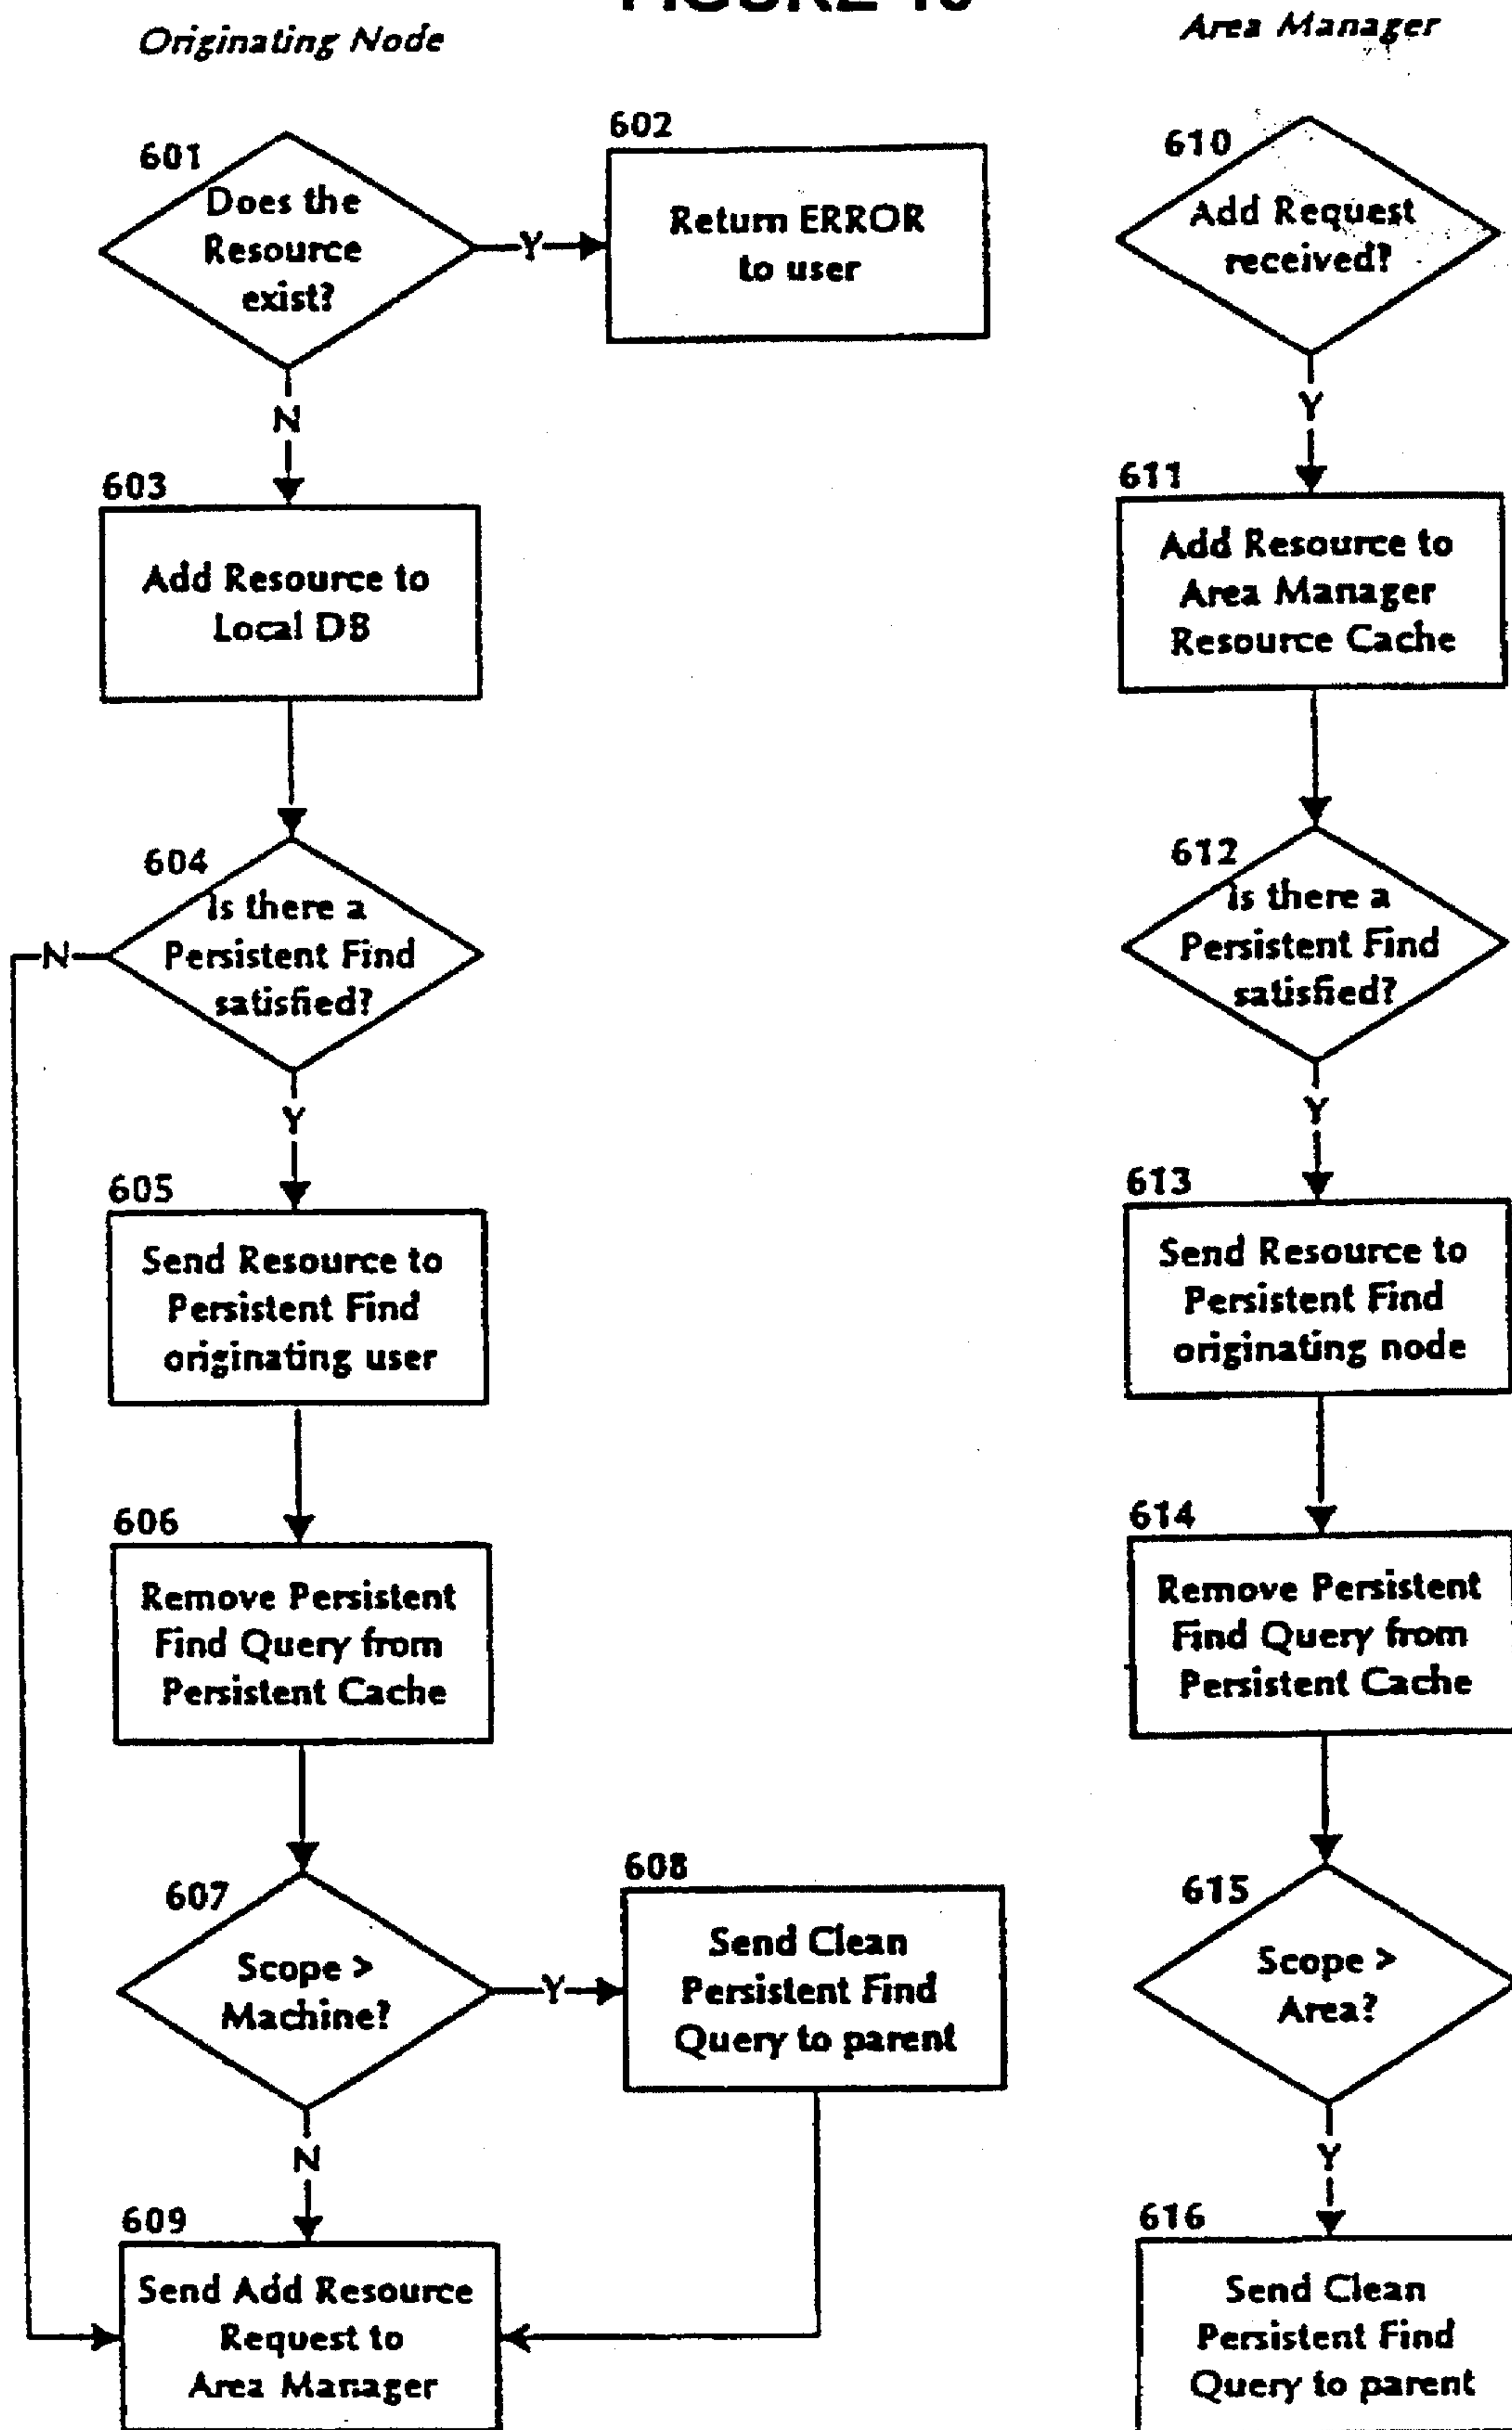 Originating Node
601
Does the
Resource
exist?
Y
602
Return ERROR
to user
N
603
Add Resource to
Local DB
604
Is there a
Persistent Find
satisfied?
N
Y
605
Send Resource to
Persistent Find
originating user
606
Remove Persistent
Find Query from
Persistent Cache
607
Scope >
Machine?
Y
608
Send Clean
Persistent Find
Query to parent
N
609
Send Add Resource
Request to
Area Manager
Area Manager
610
Add Request
received?
Y
611
Add Resource to
Area Manager
Resource Cache
612
Is there a
Persistent Find
satisfied?
Y
613
Send Resource to
Persistent Find
originating node
614
Remove Persistent
Find Query from
Persistent Cache
615
Scope >
Area?
Y
616
Send Clean
Persistent Find
Query to parent